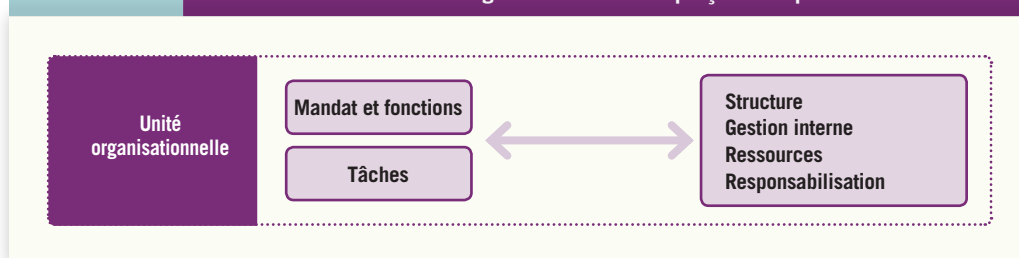 Unité
organisationnelle
Mandat et fonctions
Tâches
Structure
Gestion interne
Ressources
Responsabilisation